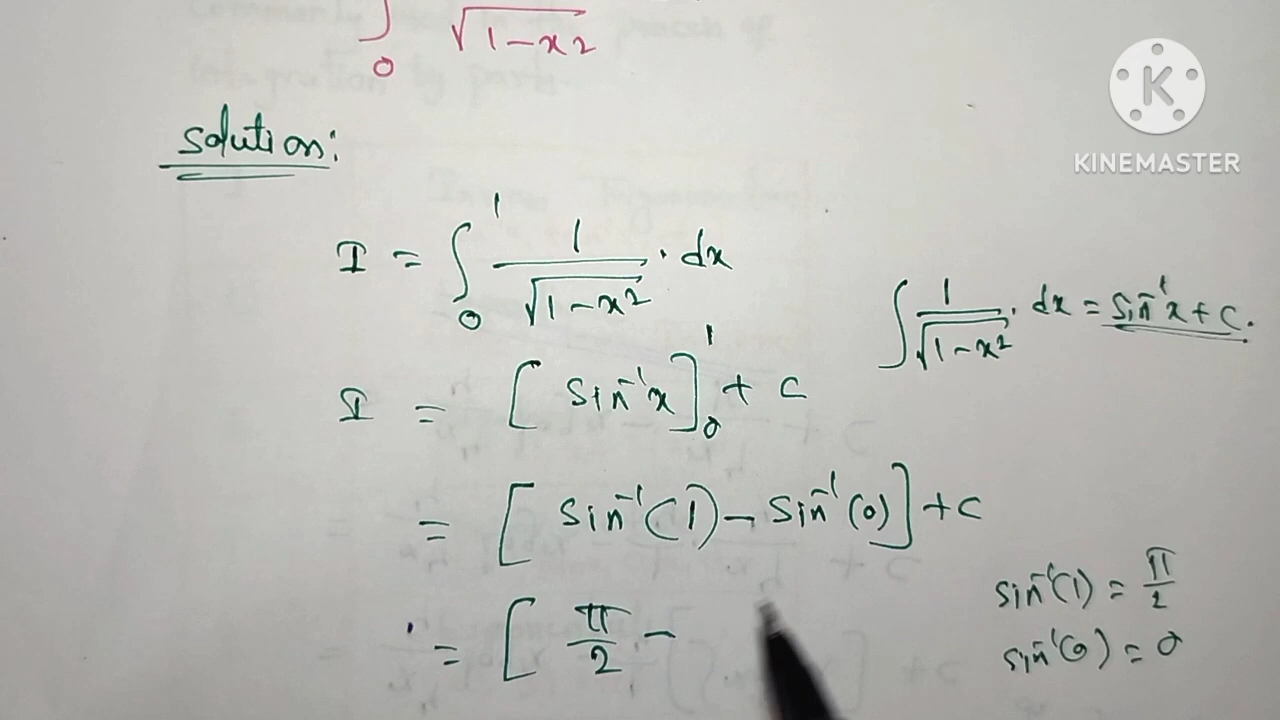 ∫₀ √1-x2
K
KINEMASTER
Solution:
I = ∫₀¹ 1/√1-x² . dx
∫ 1/√1-x² . dx = Sin⁻¹x + C.
I = [ Sin⁻¹x ]₀¹ + C
= [ Sin⁻¹(1) - Sin⁻¹(0) ] + C
= [ π/2 -
sin⁻¹(1) = π/2
sin⁻¹(0) = 0